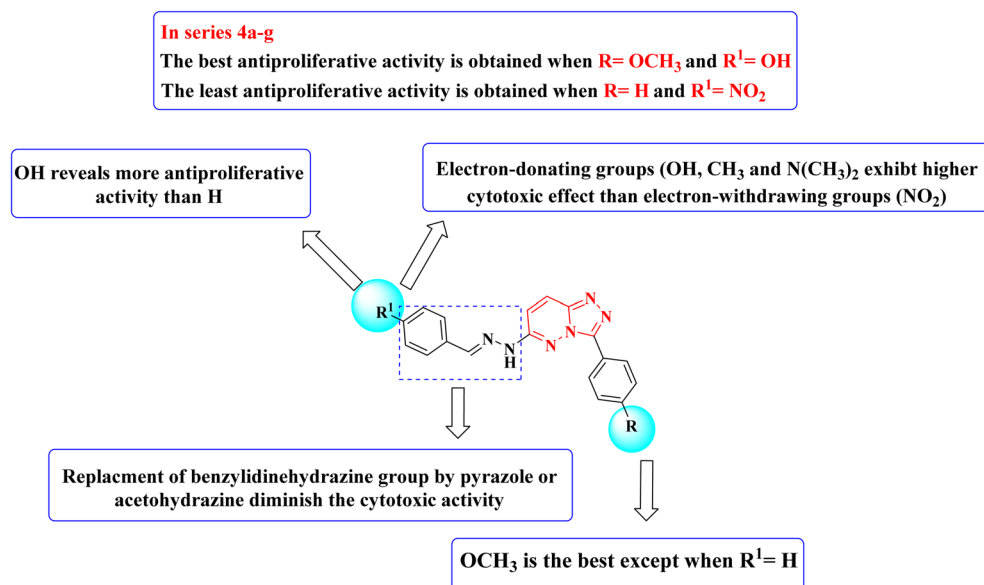 In series 4a-g
The best antiproliferative activity is obtained when R= OCH₃ and R¹= OH
The least antiproliferative activity is obtained when R= H and R¹= NO₂
OH reveals more antiproliferative
activity than H
Electron-donating groups (OH, CH₃ and N(CH₃)₂ exhibt higher
cytotoxic effect than electron-withdrawing groups (NO₂)
R¹
N
N
H
N
N
N
N
R
Replacment of benzylidinehydrazine group by pyrazole or
acetohydrazine diminish the cytotoxic activity
OCH₃ is the best except when R¹= H